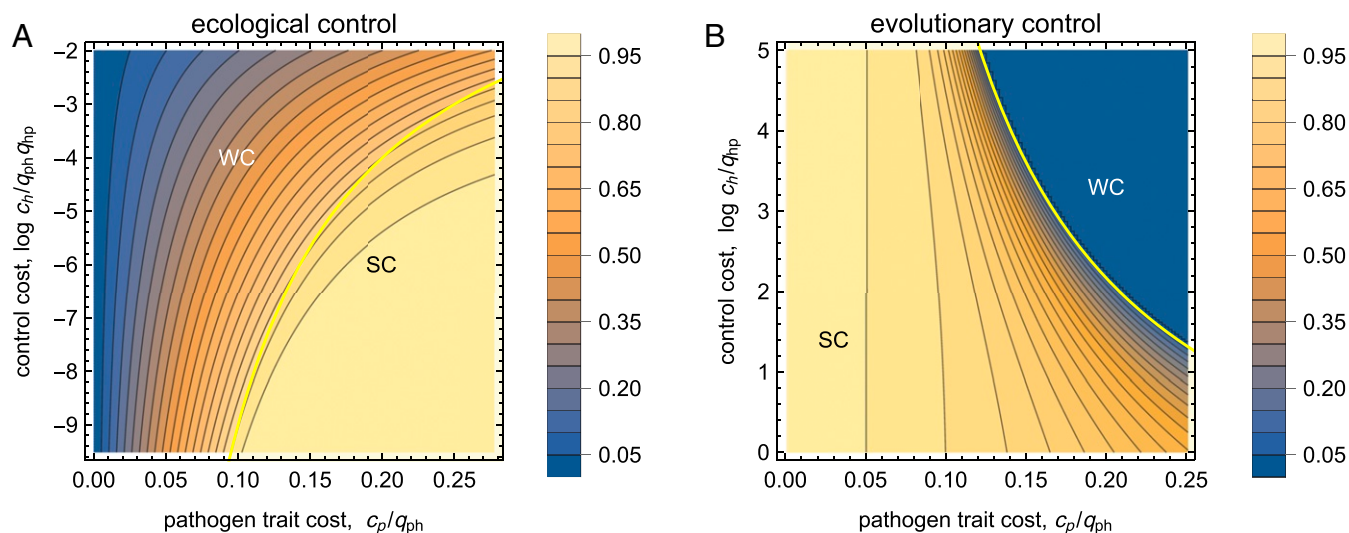 A
ecological control
-2
-3
-4
-5
-6
-7
-8
-9
control cost, log c_h/q_ph q_hp
WC
SC
0.00 0.05 0.10 0.15 0.20 0.25
pathogen trait cost, c_p/q_ph
0.95
0.80
0.65
0.50
0.35
0.20
0.05
B
evolutionary control
5
4
3
2
1
0
control cost, log c_h/q_hp
WC
SC
0.00 0.05 0.10 0.15 0.20 0.25
pathogen trait cost, c_p/q_ph
0.95
0.80
0.65
0.50
0.35
0.20
0.05